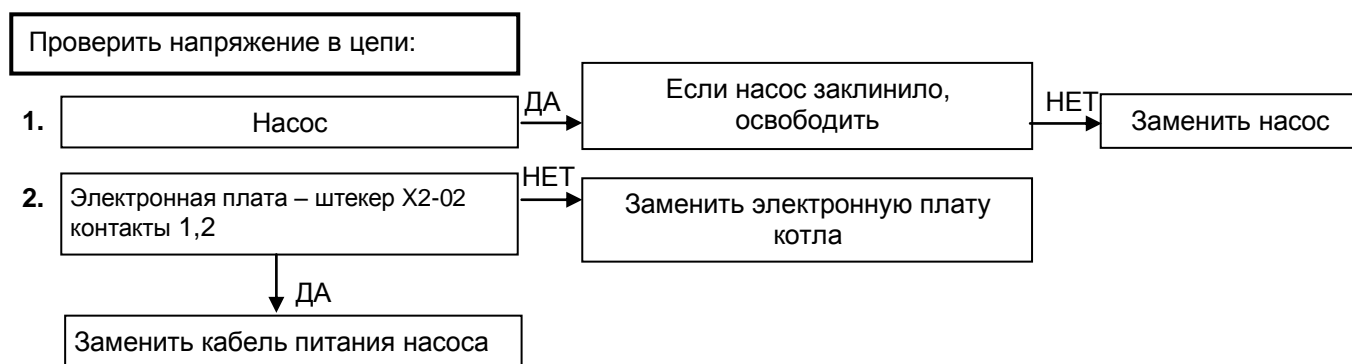 Проверить напряжение в цепи:
1.
Насос
ДА
Если насос заклинило,
освободить
НЕТ
Заменить насос
2.
Электронная плата – штекер X2-02
контакты 1,2
НЕТ
Заменить электронную плату
котла
ДА
Заменить кабель питания насоса